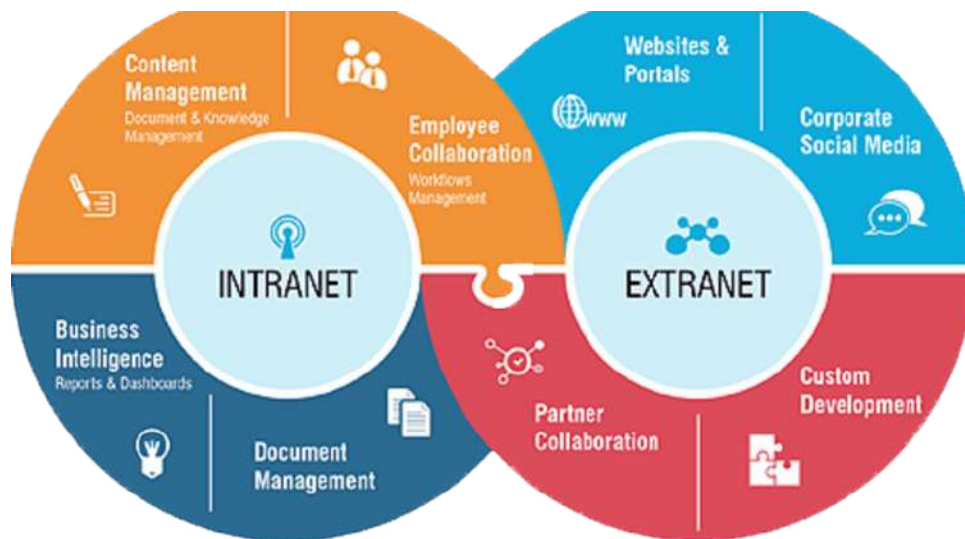 Content
Management
Document & Knowledge
Management
Employee
Collaboration
Workflows
Management
INTRANET
Business
Intelligence
Reports & Dashboards
Document
Management
Websites &
Portals
www
Corporate
Social Media
EXTRANET
Partner
Collaboration
Custom
Development